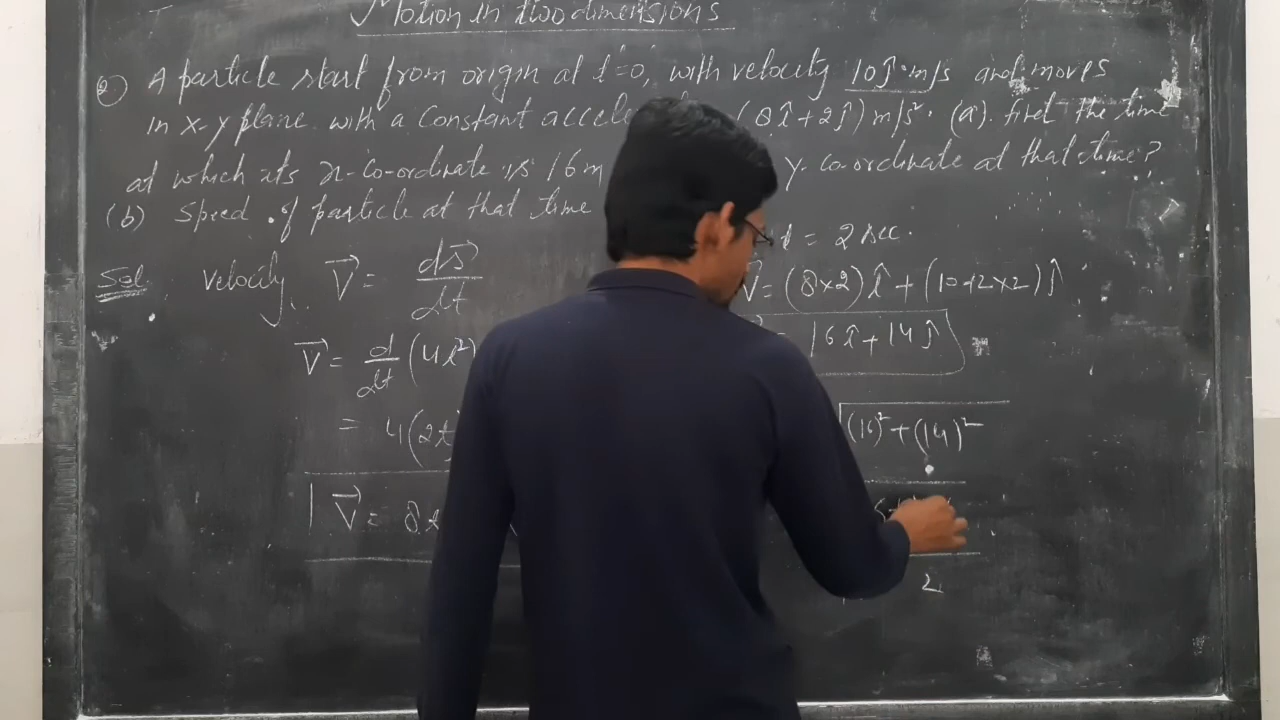 Motion in two dimensions
Q. A particle start from origin at t=0, with velocity 10ĵ m/s and moves
in x-y plane with a constant accele (8î+2ĵ) m/s². (a). find the time
at which its x-co-ordinate is 16m y-co-ordinate at that time?
(b) Speed of particle at that time
t = 2 sec.
Sol. Velocity, V⃗ = ds⃗/dt
V⃗ = (8×2)î + (10+2×2)ĵ
16î+14ĵ
V⃗ = d/dt (4t²)
= 4(2t)
√(16)²+(14)²
V⃗ = 8t
2